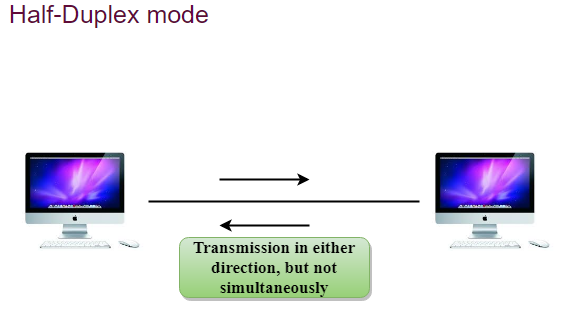 Half-Duplex mode
Transmission in either
direction, but not
simultaneously